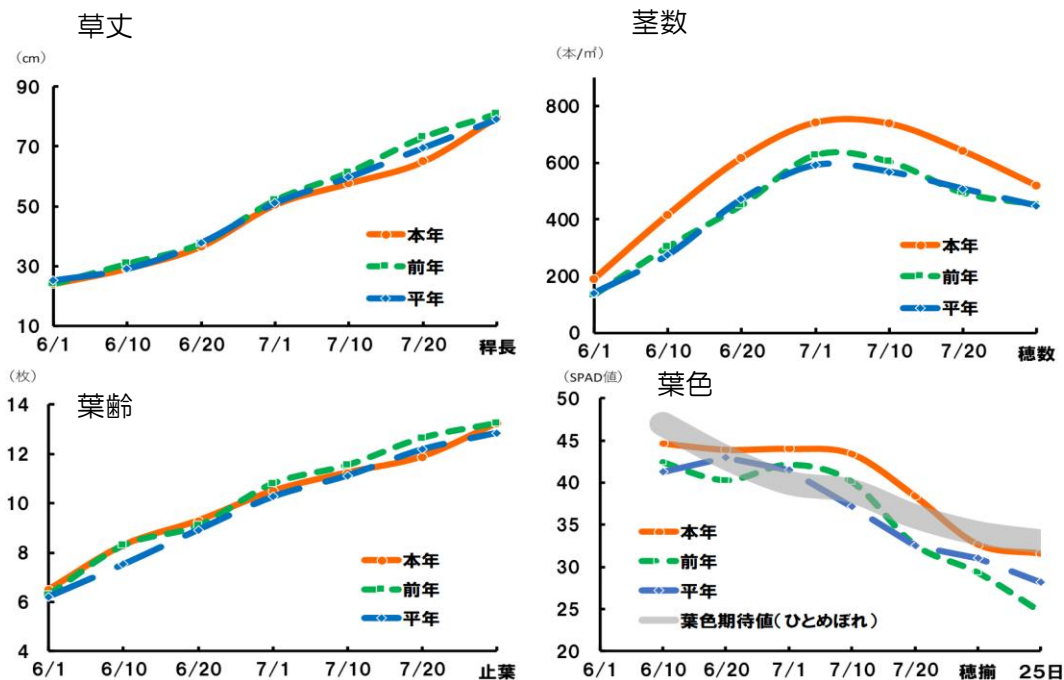 草丈
（cm）
90
70
50
30
10
本年
前年
平年
6/1 6/10 6/20 7/1 7/10 7/20 稈長
茎数
（本/㎡）
800
600
400
200
0
本年
前年
平年
6/1 6/10 6/20 7/1 7/10 7/20 穂数
葉齢
（枚）
14
12
10
8
6
4
本年
前年
平年
6/1 6/10 6/20 7/1 7/10 7/20 止葉
葉色
（SPAD値）
50
45
40
35
30
25
20
本年
前年
平年
葉色期待値（ひとめぼれ）
6/1 6/10 6/20 7/1 7/10 7/20 穂揃 25日